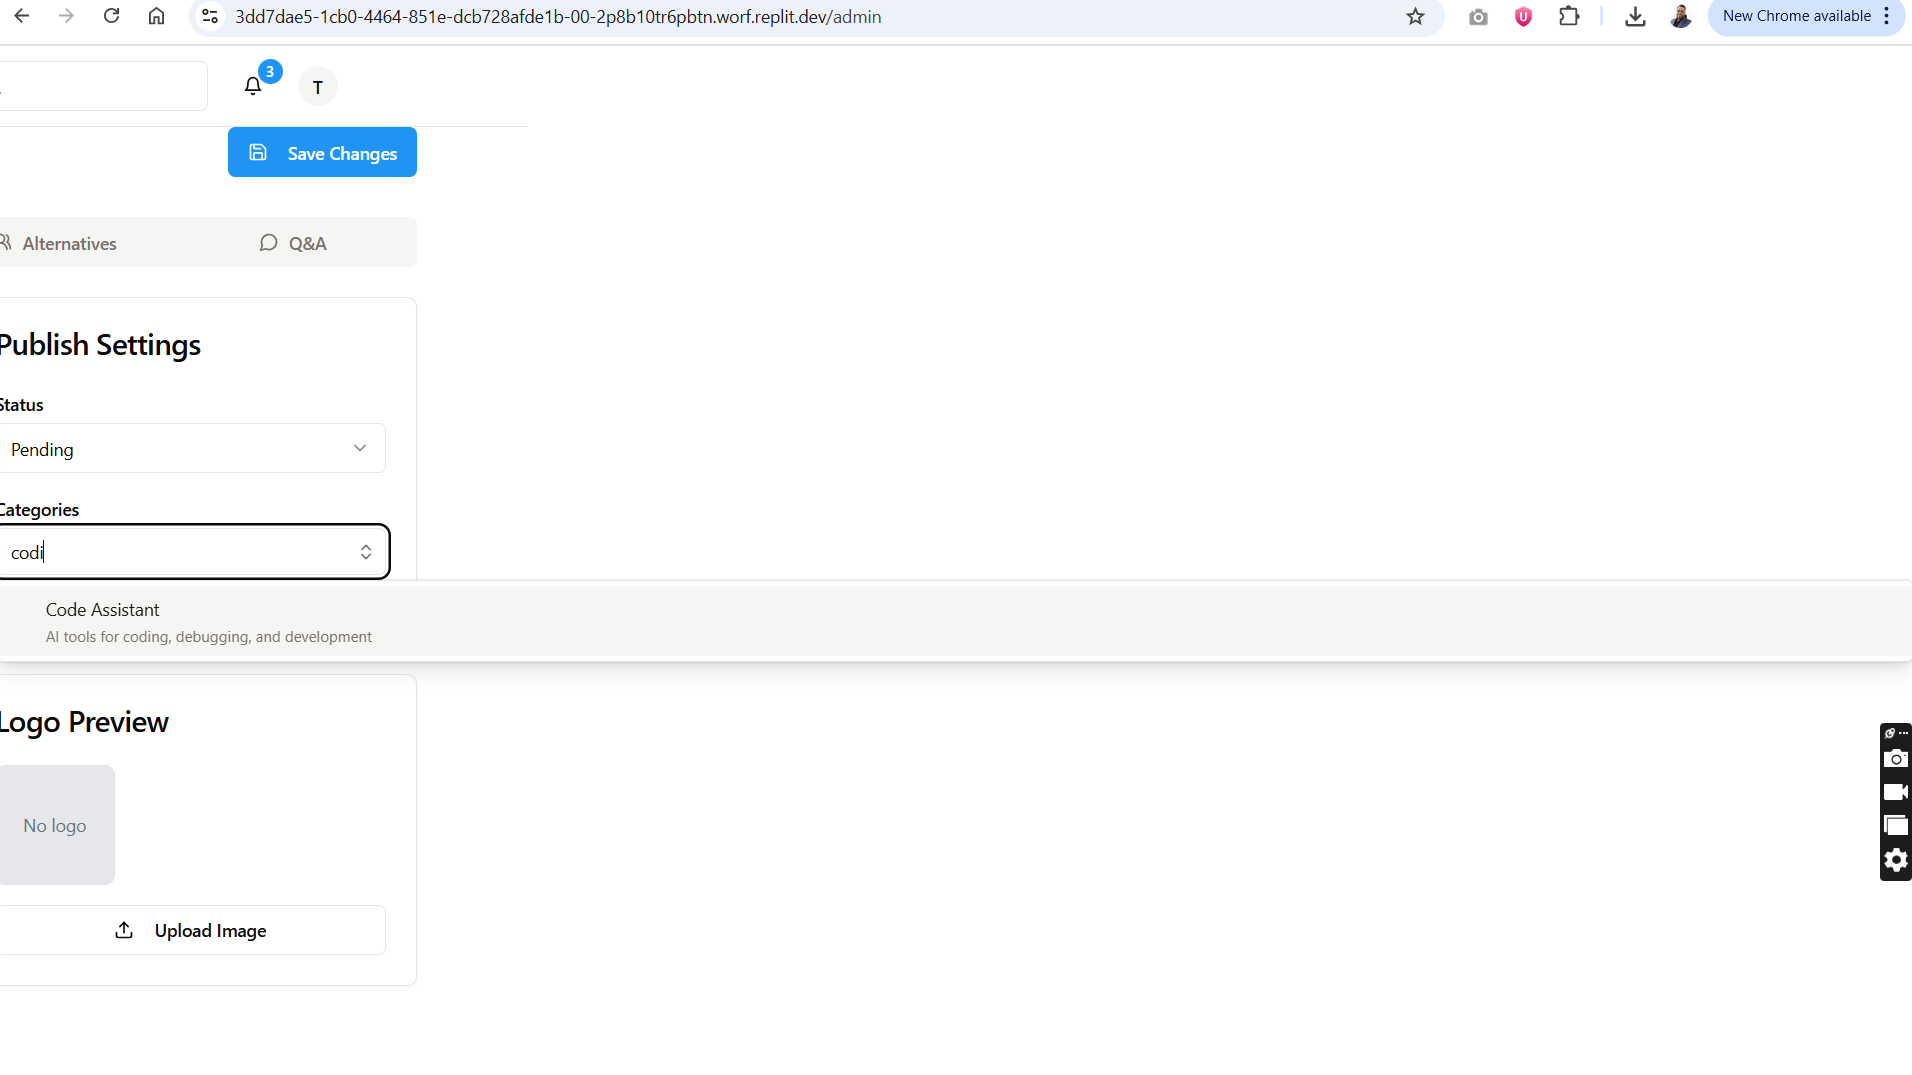 3dd7dae5-1cb0-4464-851e-dcb728afde1b-00-2p8b10tr6pbtn.worf.replit.dev/admin
New Chrome available
3
T
Save Changes
Alternatives
Q&A
Publish Settings
Status
Pending
Categories
codi
Code Assistant
AI tools for coding, debugging, and development
Logo Preview
No logo
Upload Image